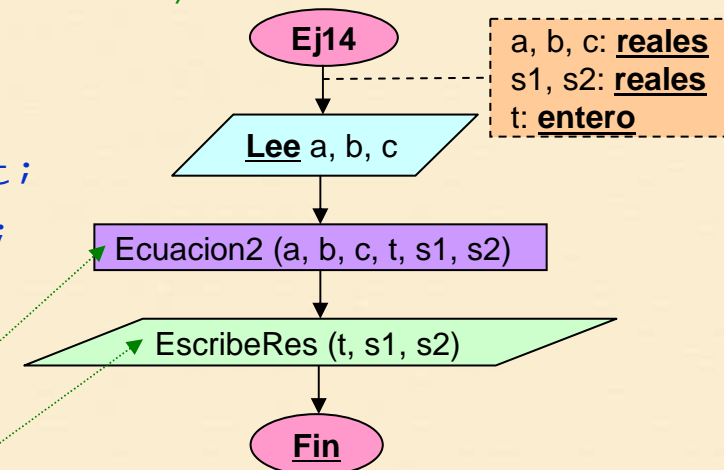 Ej14
a, b, c: reales
s1, s2: reales
t: entero
Lee a, b, c
t;
;
Ecuacion2 (a, b, c, t, s1, s2)
EscribeRes (t, s1, s2)
Fin